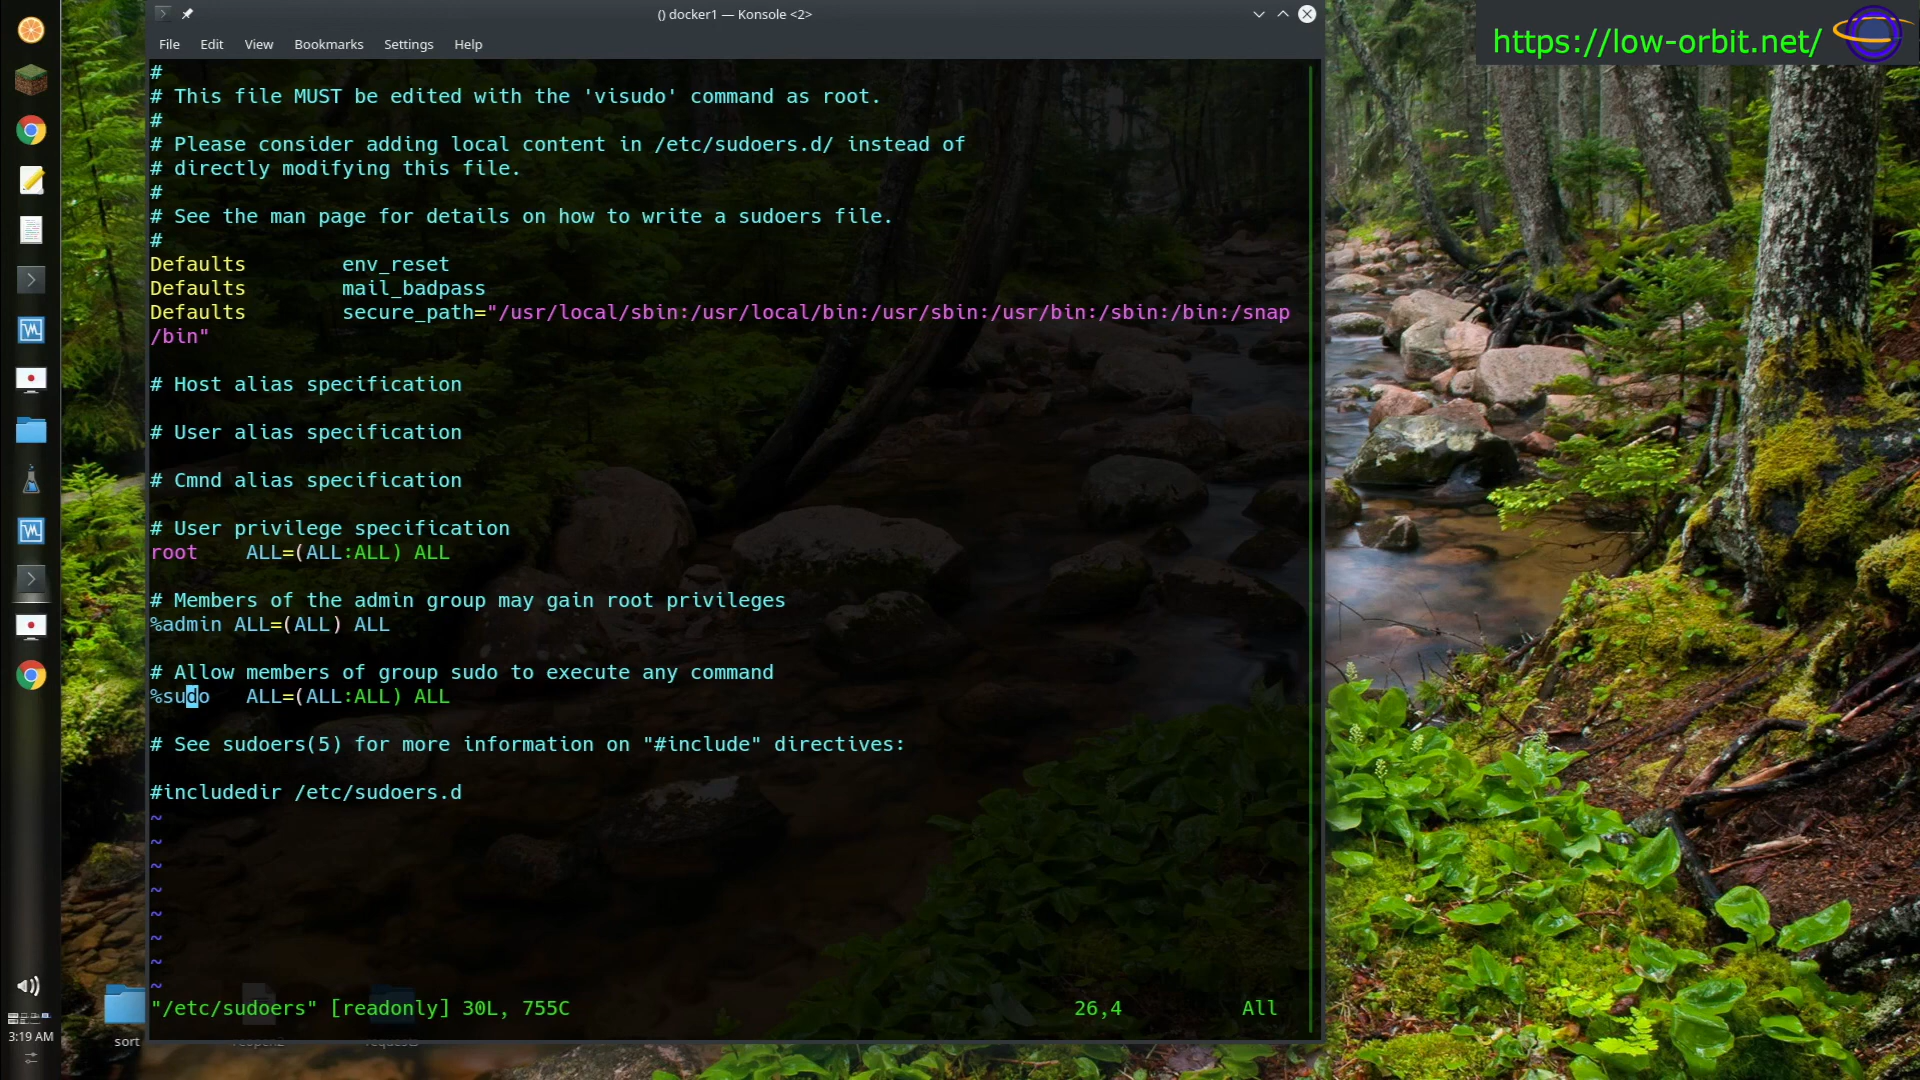 () docker1 — Konsole <2>
File Edit View Bookmarks Settings Help
https://low-orbit.net/
#
# This file MUST be edited with the 'visudo' command as root.
#
# Please consider adding local content in /etc/sudoers.d/ instead of
# directly modifying this file.
#
# See the man page for details on how to write a sudoers file.
#
Defaults        env_reset
Defaults        mail_badpass
Defaults        secure_path="/usr/local/sbin:/usr/local/bin:/usr/sbin:/usr/bin:/sbin:/bin:/snap
/bin"
# Host alias specification
# User alias specification
# Cmnd alias specification
# User privilege specification
root    ALL=(ALL:ALL) ALL
# Members of the admin group may gain root privileges
%admin ALL=(ALL) ALL
# Allow members of group sudo to execute any command
%sudo   ALL=(ALL:ALL) ALL
# See sudoers(5) for more information on "#include" directives:
#includedir /etc/sudoers.d
~
~
~
~
~
~
~
~
"/etc/sudoers" [readonly] 30L, 755C 26,4 All
3:19 AM
sort